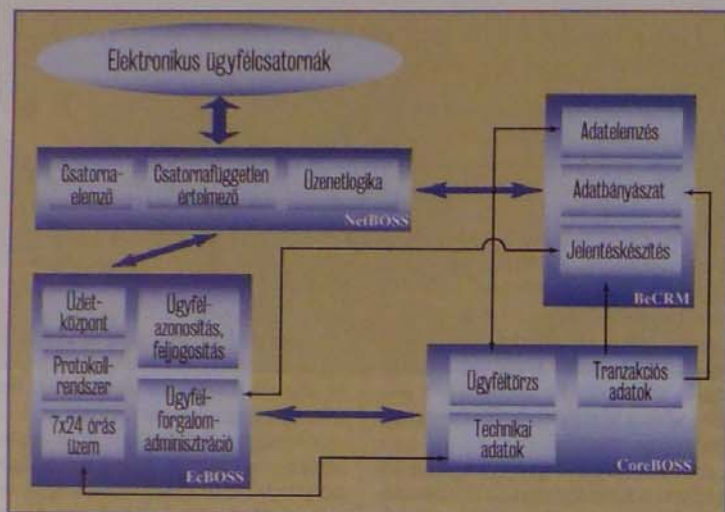 Elektronikus ügyfélcsatornák
Csatorna-
elemző
Csatornafüggetlen
értelmező
Üzenetlogika
NetBOSS
Adatelemzés
Adatbányászat
Jelentéskészítés
BeCRM
Üzlet-
központ
Ügyfél-
azonosítás,
feljogosítás
Protokoll-
rendszer
7x24 órás
üzem
Ügyfél-
forgalom-
adminisztráció
EcBOSS
Ügyféltörzs
Tranzakciós
adatok
Technikai
adatok
CoreBOSS